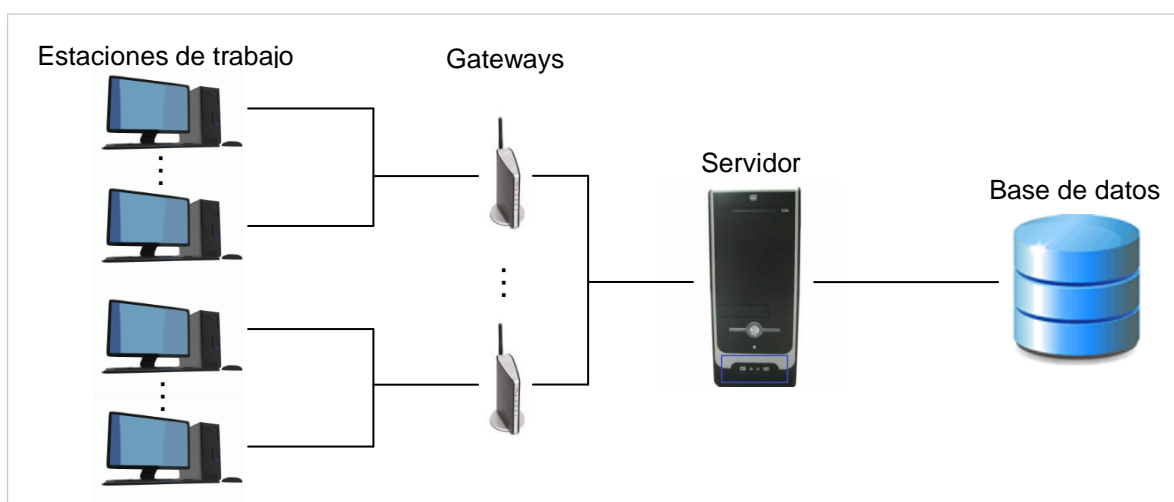 Estaciones de trabajo
Gateways
Servidor
Base de datos